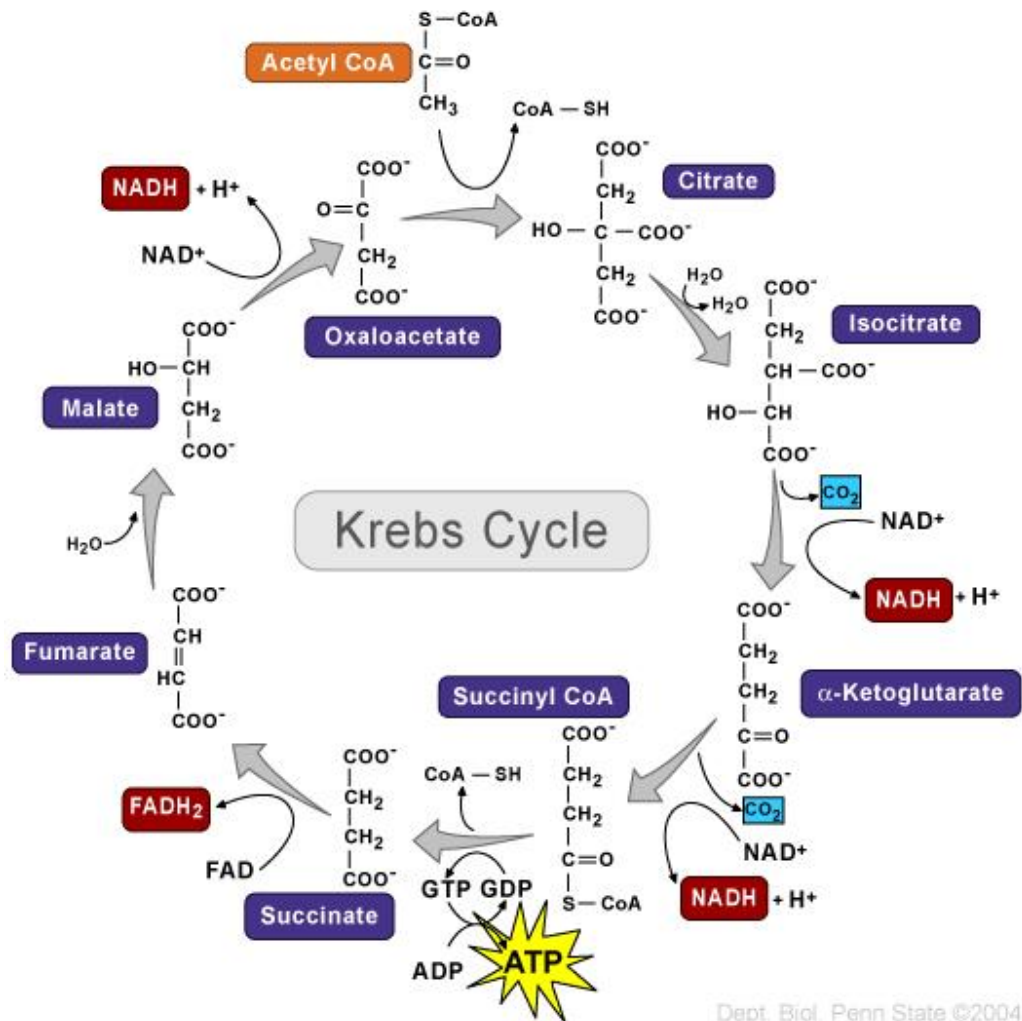 S — CoA
Acetyl CoA
C=O
CH₃
CoA — SH
COO⁻
CH₂
Citrate
HO — C — COO⁻
CH₂
COO⁻
NADH + H⁺
NAD⁺
COO⁻
O=C
CH₂
COO⁻
Oxaloacetate
H₂O
H₂O
COO⁻
CH₂
Isocitrate
CH — COO⁻
HO — CH
COO⁻
COO⁻
HO — CH
Malate
CH₂
COO⁻
Krebs Cycle
CO₂
NAD⁺
NADH + H⁺
H₂O
COO⁻
CH
Fumarate
HC
COO⁻
COO⁻
CH₂
CH₂
α-Ketoglutarate
C=O
COO⁻
Succinyl CoA
COO⁻
CH₂
CH₂
C=O
S — CoA
CO₂
NAD⁺
NADH + H⁺
CoA — SH
GTP GDP
ADP
ATP
COO⁻
CH₂
CH₂
COO⁻
Succinate
FADH₂
FAD
Dept. Biol. Penn State ©2004